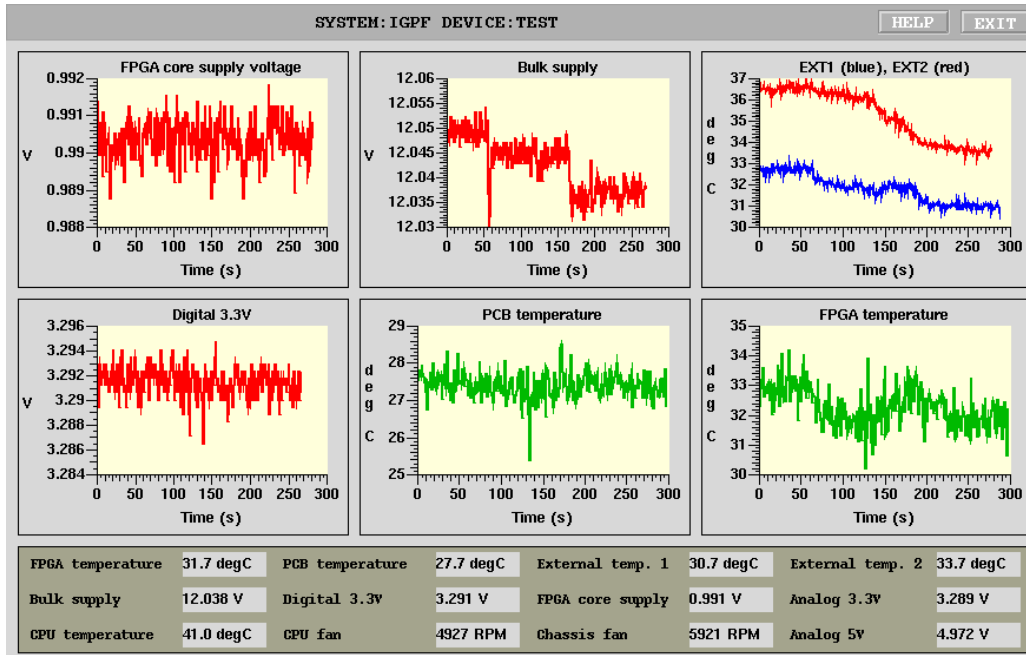 SYSTEM:IGPF DEVICE:TEST HELP EXIT
FPGA core supply voltage
0.992
0.991
0.99
0.989
0.988
V
0 50 100 150 200 250 300
Time (s)
Bulk supply
12.06
12.055
12.05
12.045
12.04
12.035
12.03
V
0 50 100 150 200 250 300
Time (s)
EXT1 (blue), EXT2 (red)
37
36
35
34
33
32
31
30
deg C
0 50 100 150 200 250 300
Time (s)
Digital 3.3V
3.296
3.294
3.292
3.29
3.288
3.286
3.284
V
0 50 100 150 200 250 300
Time (s)
PCB temperature
29
28
27
26
25
deg C
0 50 100 150 200 250 300
Time (s)
FPGA temperature
35
34
33
32
31
30
deg C
0 50 100 150 200 250 300
Time (s)
FPGA temperature 31.7 degC PCB temperature 27.7 degC External temp. 1 30.7 degC External temp. 2 33.7 degC
Bulk supply 12.038 V Digital 3.3V 3.291 V FPGA core supply 0.991 V Analog 3.3V 3.289 V
CPU temperature 41.0 degC CPU fan 4927 RPM Chassis fan 5921 RPM Analog 5V 4.972 V